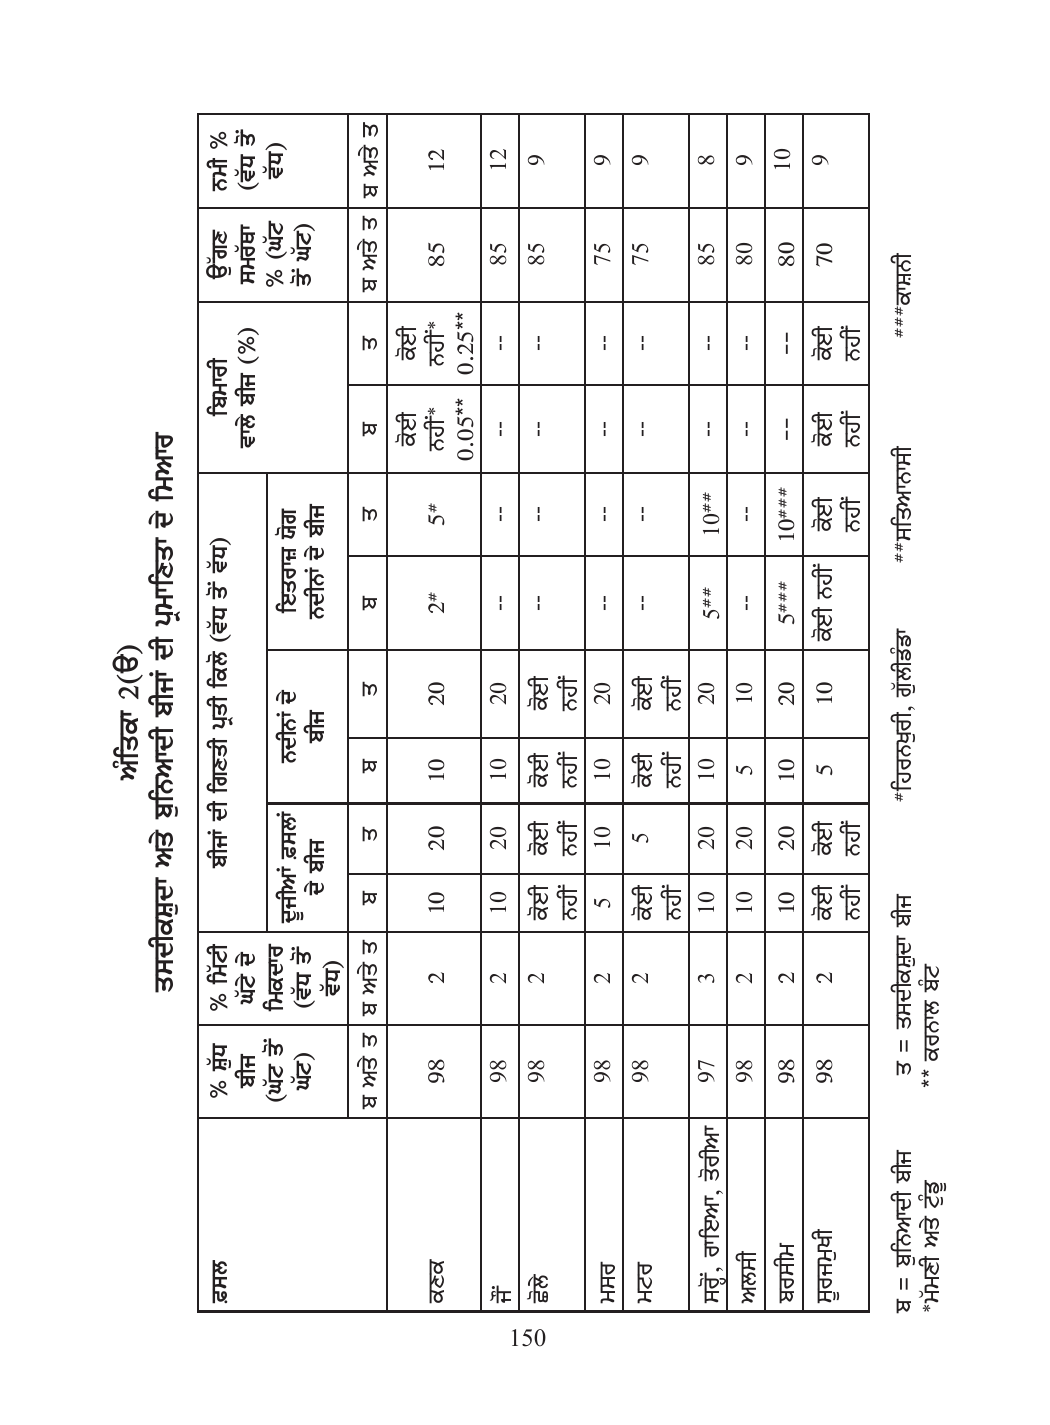 ਅੰਤਿਕਾ 2(ੳ)
ਤਸਦੀਕਸ਼ੁਦਾ ਅਤੇ ਬੁਨਿਆਦੀ ਬੀਜਾਂ ਦੀ ਪ੍ਰਮਾਣਿਤਾ ਦੇ ਮਿਆਰ
ਫ਼ਸਲ | % ਸ਼ੁੱਧ ਬੀਜ (ਘੱਟ ਤੋਂ ਘੱਟ) | % ਮਿੱਟੀ ਘੱਟੇ ਦੇ ਮਿਕਦਾਰ (ਵੱਧ ਤੋਂ ਵੱਧ) | ਬੀਜਾਂ ਦੀ ਗਿਣਤੀ ਪ੍ਰਤੀ ਕਿਲੋ (ਵੱਧ ਤੋਂ ਵੱਧ) | ਬਿਮਾਰੀ ਵਾਲੇ ਬੀਜ (%) | ਉੱਗਣ ਸਮਰੱਥਾ % (ਘੱਟ ਤੋਂ ਘੱਟ) | ਨਮੀ % (ਵੱਧ ਤੋਂ ਵੱਧ)
ਦੂਜੀਆਂ ਫ਼ਸਲਾਂ ਦੇ ਬੀਜ | ਨਦੀਨਾਂ ਦੇ ਬੀਜ | ਇਤਰਾਜ਼ ਯੋਗ ਨਦੀਨਾਂ ਦੇ ਬੀਜ
ਬ ਅਤੇ ਤ | ਬ ਅਤੇ ਤ | ਬ | ਤ | ਬ | ਤ | ਬ | ਤ | ਬ | ਤ | ਬ ਅਤੇ ਤ | ਬ ਅਤੇ ਤ
ਕਣਕ | 98 | 2 | 10 | 20 | 10 | 20 | 2# | 5# | ਕੋਈ ਨਹੀਂ* 0.05** | ਕੋਈ ਨਹੀਂ* 0.25** | 85 | 12
ਜੌਂ | 98 | 2 | 10 | 20 | 10 | 20 | -- | -- | -- | -- | 85 | 12
ਛੋਲੇ | 98 | 2 | ਕੋਈ ਨਹੀਂ | ਕੋਈ ਨਹੀਂ | ਕੋਈ ਨਹੀਂ | ਕੋਈ ਨਹੀਂ | -- | -- | -- | -- | 85 | 9
ਮਸਰ | 98 | 2 | 5 | 10 | 10 | 20 | -- | -- | -- | -- | 75 | 9
ਮਟਰ | 98 | 2 | ਕੋਈ ਨਹੀਂ | 5 | ਕੋਈ ਨਹੀਂ | ਕੋਈ ਨਹੀਂ | -- | -- | -- | -- | 75 | 9
ਸਰ੍ਹੋਂ, ਰਾਇਆ, ਤੋਰੀਆ | 97 | 3 | 10 | 20 | 10 | 20 | 5## | 10## | -- | -- | 85 | 8
ਅਲਸੀ | 98 | 2 | 10 | 20 | 5 | 10 | -- | -- | -- | -- | 80 | 9
ਬਰਸੀਮ | 98 | 2 | 10 | 20 | 10 | 20 | 5### | 10### | -- | -- | 80 | 10
ਸੂਰਜਮੁਖੀ | 98 | 2 | ਕੋਈ ਨਹੀਂ | ਕੋਈ ਨਹੀਂ | 5 | 10 | ਕੋਈ ਨਹੀਂ | ਕੋਈ ਨਹੀਂ | ਕੋਈ ਨਹੀਂ | ਕੋਈ ਨਹੀਂ | 70 | 9
ਬ = ਬੁਨਿਆਦੀ ਬੀਜ ਤ = ਤਸਦੀਕਸ਼ੁਦਾ ਬੀਜ #ਹਿਰਨਖੁਰੀ, ਗੁੱਲੀਡੰਡਾ ##ਸਤਿਆਨਾਸੀ ###ਕਾਸ਼ਨੀ
*ਮੱਮਣੀ ਅਤੇ ਟੁੰਡੂ ** ਕਰਨਾਲ ਬੰਟ
150